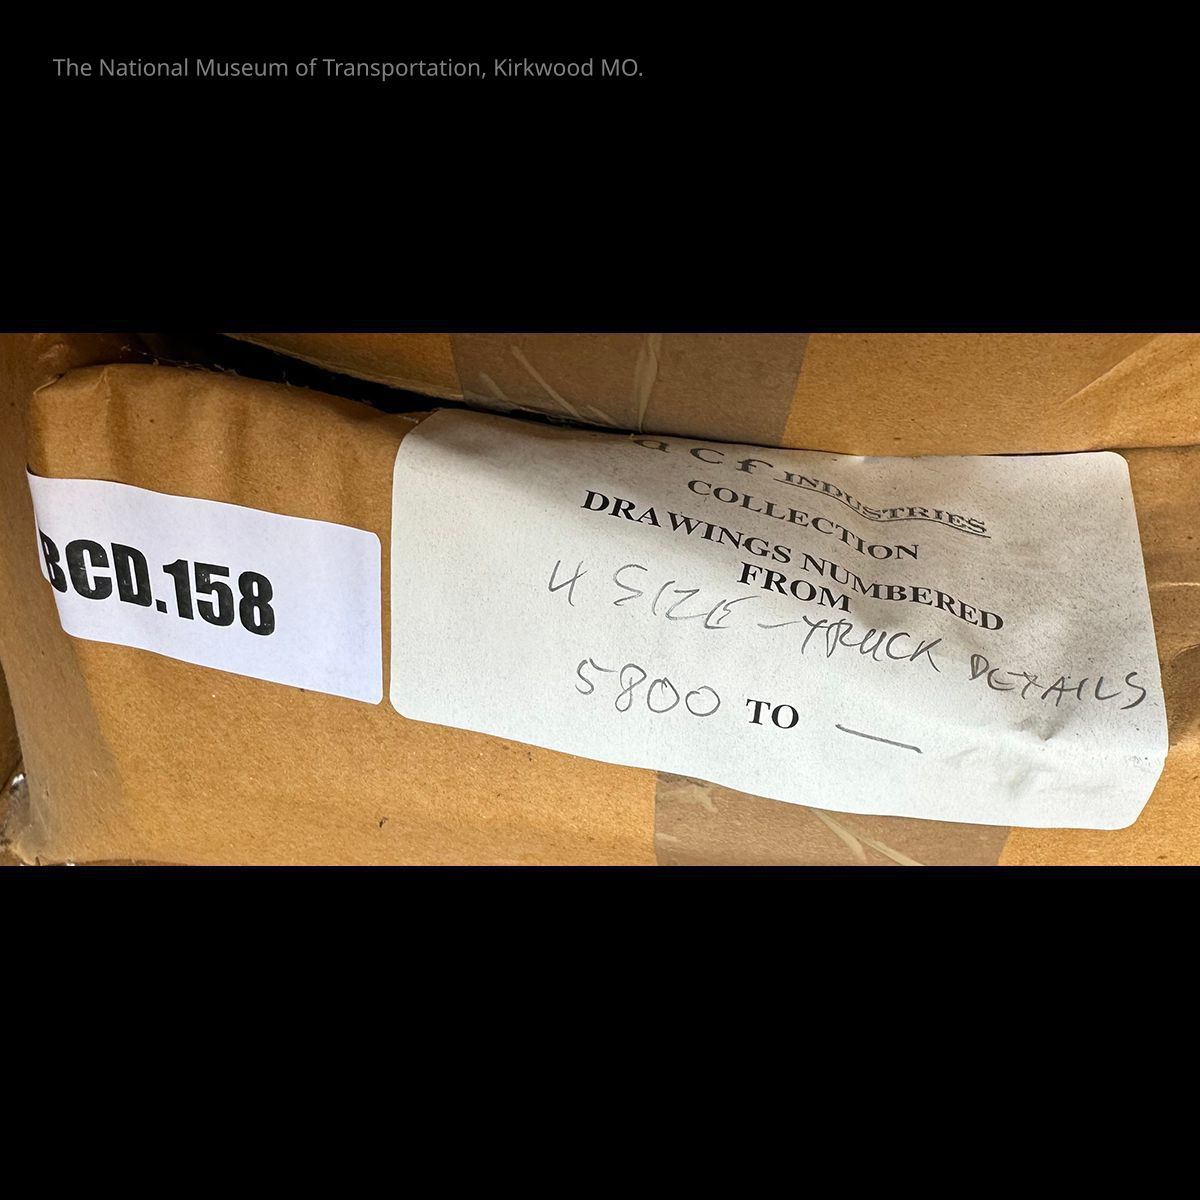 The National Museum of Transportation, Kirkwood MO.
BCD.158
acf INDUSTRIES
COLLECTION
DRAWINGS NUMBERED
FROM
4 SIZE - TRUCK DETAILS
5800 TO —